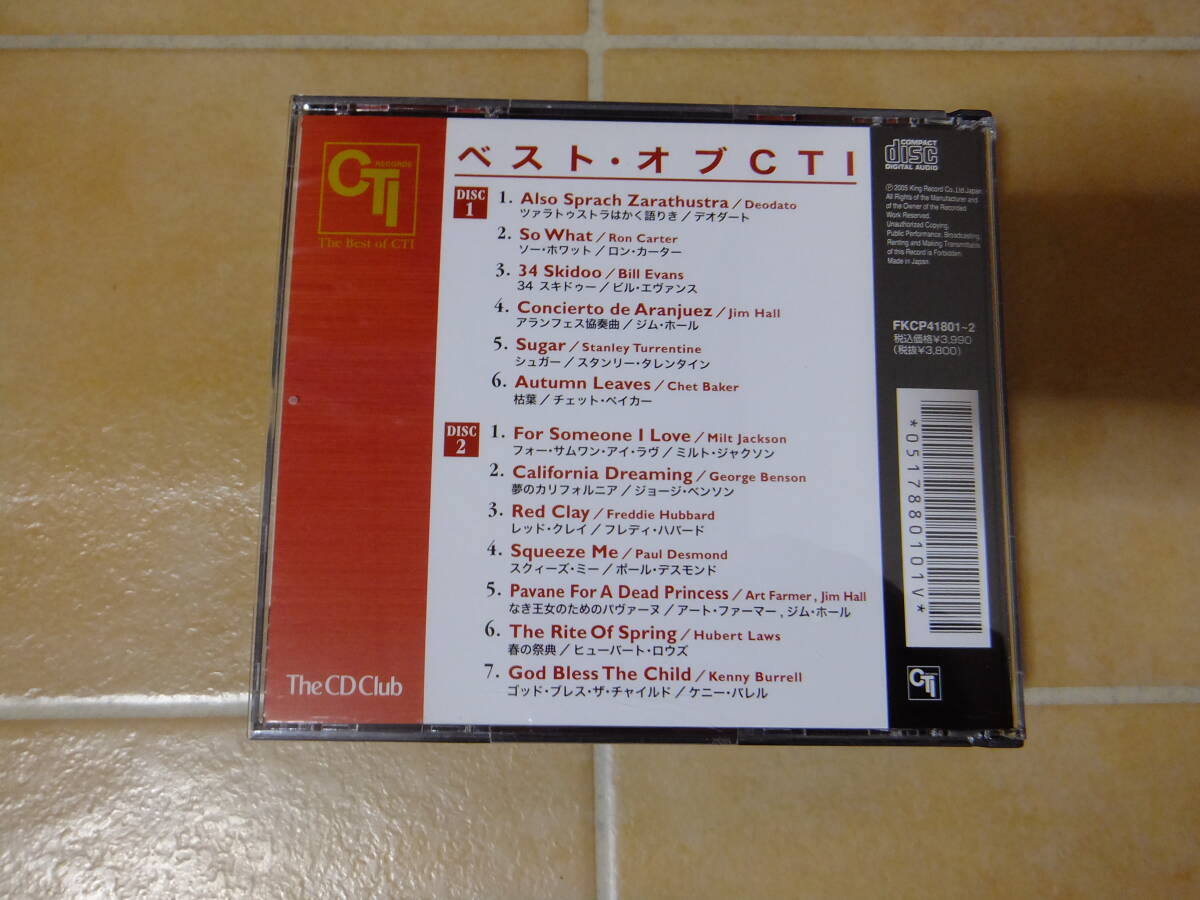 CTI
RECORDS
The Best of CTI
The CD Club
ベスト・オブCTI
DISC 1
1. Also Sprach Zarathustra / Deodato
ツァラトゥストラはかく語りき / デオダート
2. So What / Ron Carter
ソー・ホワット / ロン・カーター
3. 34 Skidoo / Bill Evans
34 スキドゥー / ビル・エヴァンス
4. Concierto de Aranjuez / Jim Hall
アランフェス協奏曲 / ジム・ホール
5. Sugar / Stanley Turrentine
シュガー / スタンリー・タレンタイン
6. Autumn Leaves / Chet Baker
枯葉 / チェット・ベイカー
DISC 2
1. For Someone I Love / Milt Jackson
フォー・サムワン・アイ・ラヴ / ミルト・ジャクソン
2. California Dreaming / George Benson
夢のカリフォルニア / ジョージ・ベンソン
3. Red Clay / Freddie Hubbard
レッド・クレイ / フレディ・ハバード
4. Squeeze Me / Paul Desmond
スクィーズ・ミー / ポール・デスモンド
5. Pavane For A Dead Princess / Art Farmer, Jim Hall
なき王女のためのパヴァーヌ / アート・ファーマー, ジム・ホール
6. The Rite Of Spring / Hubert Laws
春の祭典 / ヒューバート・ロウズ
7. God Bless The Child / Kenny Burrell
ゴッド・ブレス・ザ・チャイルド / ケニー・バレル
COMPACT
disc
DIGITAL AUDIO
Ⓟ 2005 King Record Co.,Ltd.Japan.
All Rights of the Manufacturer and
of the Owner of the Recorded
Work Reserved.
Unauthorized Copying,
Public Performance, Broadcasting,
Renting and Making Transmittable
of this Record is Forbidden.
Made in Japan.
FKCP41801~2
税込価格¥3,990
(税抜¥3,800)
*0517880101V*
CTI